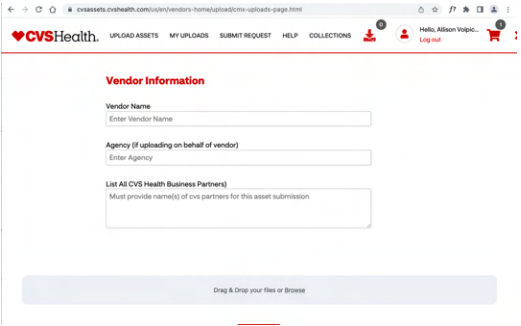 cvsassets.cvshealth.com/us/en/vendors-home/upload/cmx-uploads-page.html
CVSHealth.
UPLOAD ASSETS
MY UPLOADS
SUBMIT REQUEST
HELP
COLLECTIONS
0
Hello, Allison Volpic...
Log out
1
Vendor Information
Vendor Name
Enter Vendor Name
Agency (if uploading on behalf of vendor)
Enter Agency
List All CVS Health Business Partners)
Must provide name(s) of cvs partners for this asset submission
Drag & Drop your files or Browse